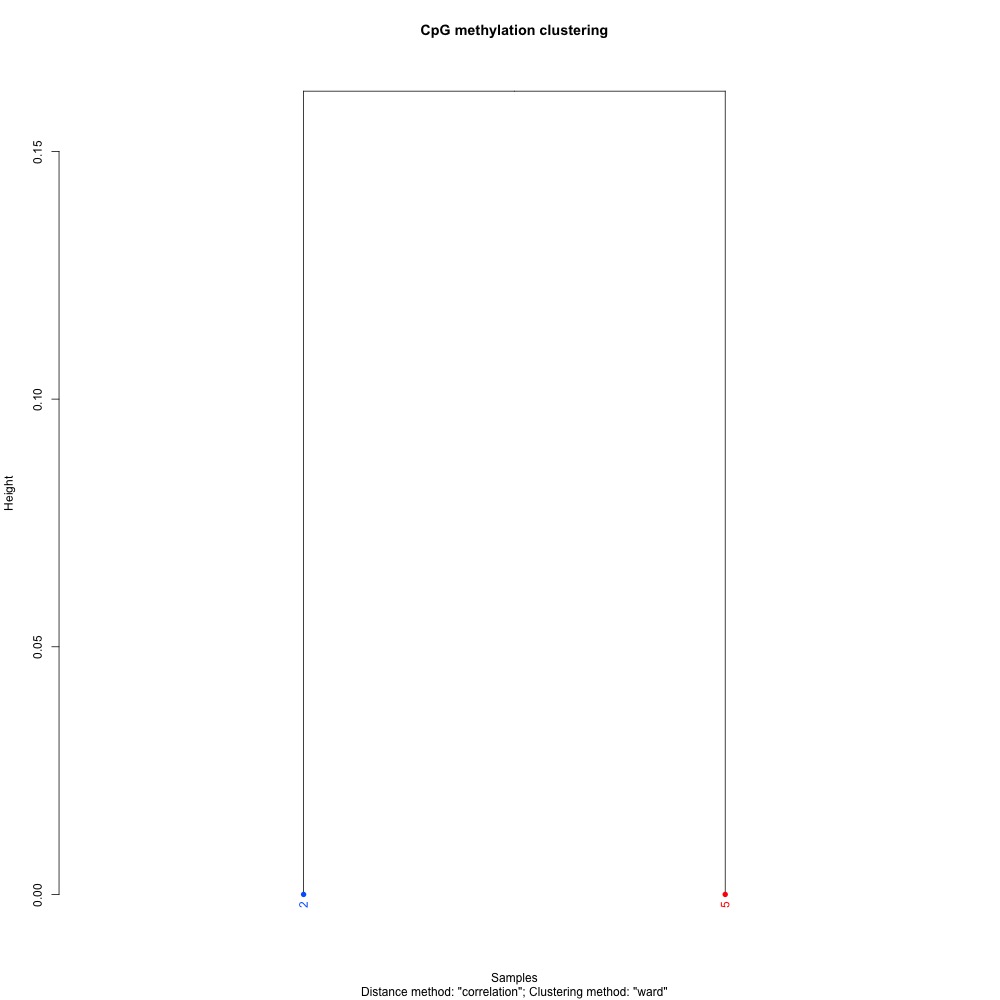 CpG methylation clustering
0.15
0.10
0.05
0.00
Height
2
5
Samples
Distance method: "correlation"; Clustering method: "ward"